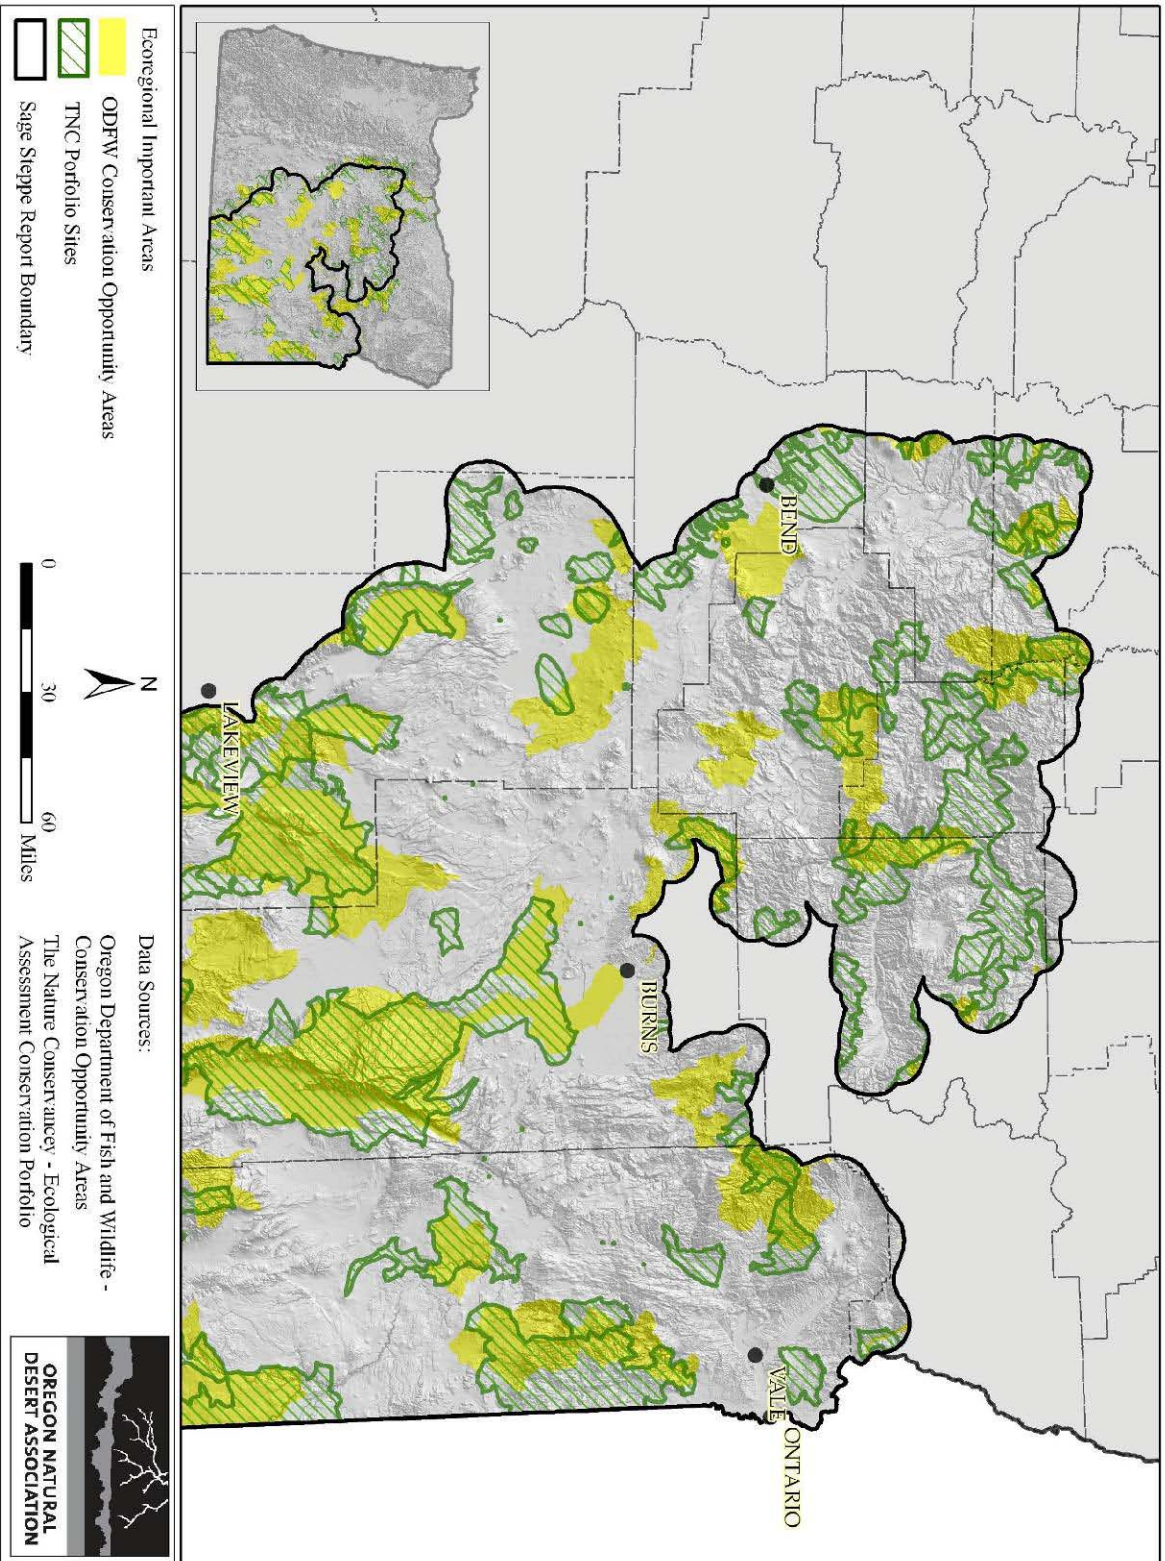 BEND
BURNS
VALE
ONTARIO
LAKEVIEW
Ecoregional Important Areas
ODFW Conservation Opportunity Areas
TNC Porfolio Sites
Sage Steppe Report Boundary
N
0 30 60
Miles
Data Sources:
Oregon Department of Fish and Wildlife -
Conservation Opportunity Areas
The Nature Conservancy - Ecological
Assessment Conservation Porfolio
OREGON NATURAL
DESERT ASSOCIATION